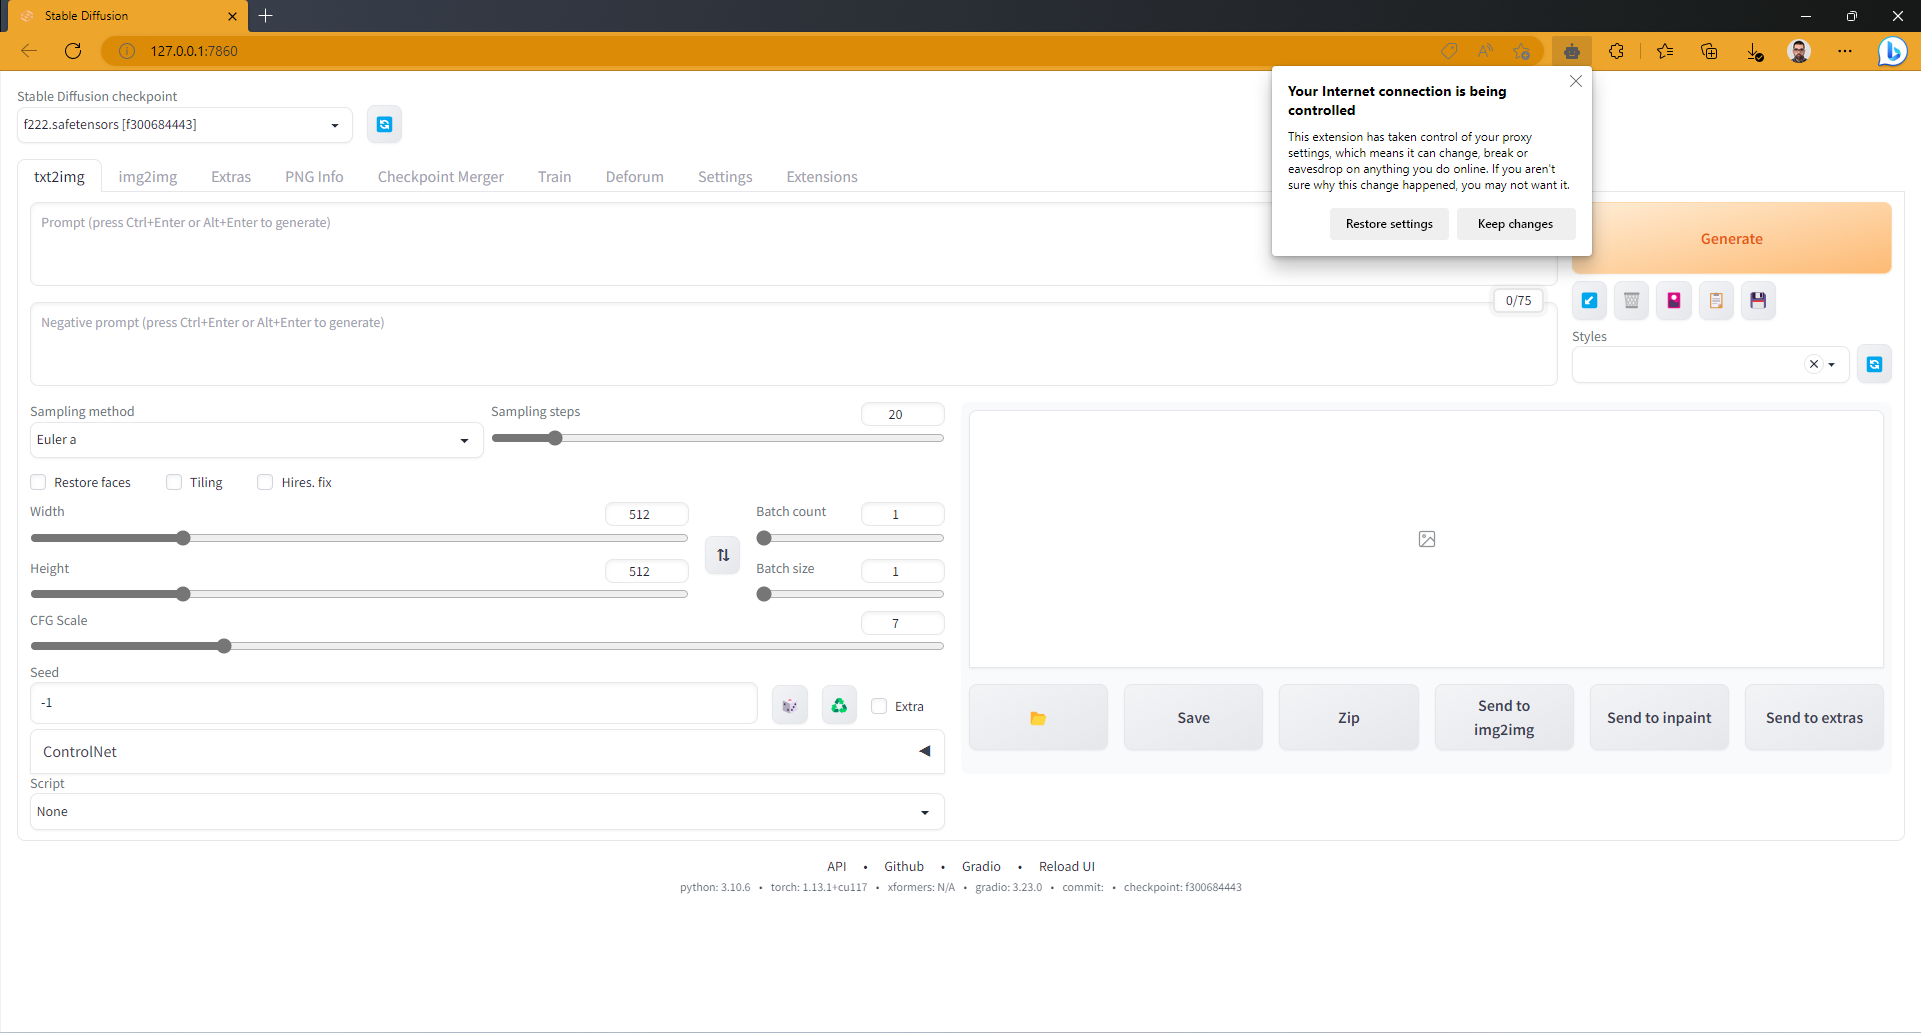 Stable Diffusion
127.0.0.1:7860
Your Internet connection is being
controlled
This extension has taken control of your proxy
settings, which means it can change, break or
eavesdrop on anything you do online. If you aren't
sure why this change happened, you may not want it.
Restore settings
Keep changes
Stable Diffusion checkpoint
f222.safetensors [f300684443]
txt2img
img2img
Extras
PNG Info
Checkpoint Merger
Train
Deforum
Settings
Extensions
Prompt (press Ctrl+Enter or Alt+Enter to generate)
Generate
0/75
Negative prompt (press Ctrl+Enter or Alt+Enter to generate)
Styles
Sampling method
Euler a
Sampling steps
20
Restore faces
Tiling
Hires. fix
Width
512
Batch count
1
Height
512
Batch size
1
CFG Scale
7
Seed
-1
Extra
ControlNet
Script
None
Save
Zip
Send to
img2img
Send to inpaint
Send to extras
API • Github • Gradio • Reload UI
python: 3.10.6 • torch: 1.13.1+cu117 • xformers: N/A • gradio: 3.23.0 • commit: • checkpoint: f300684443